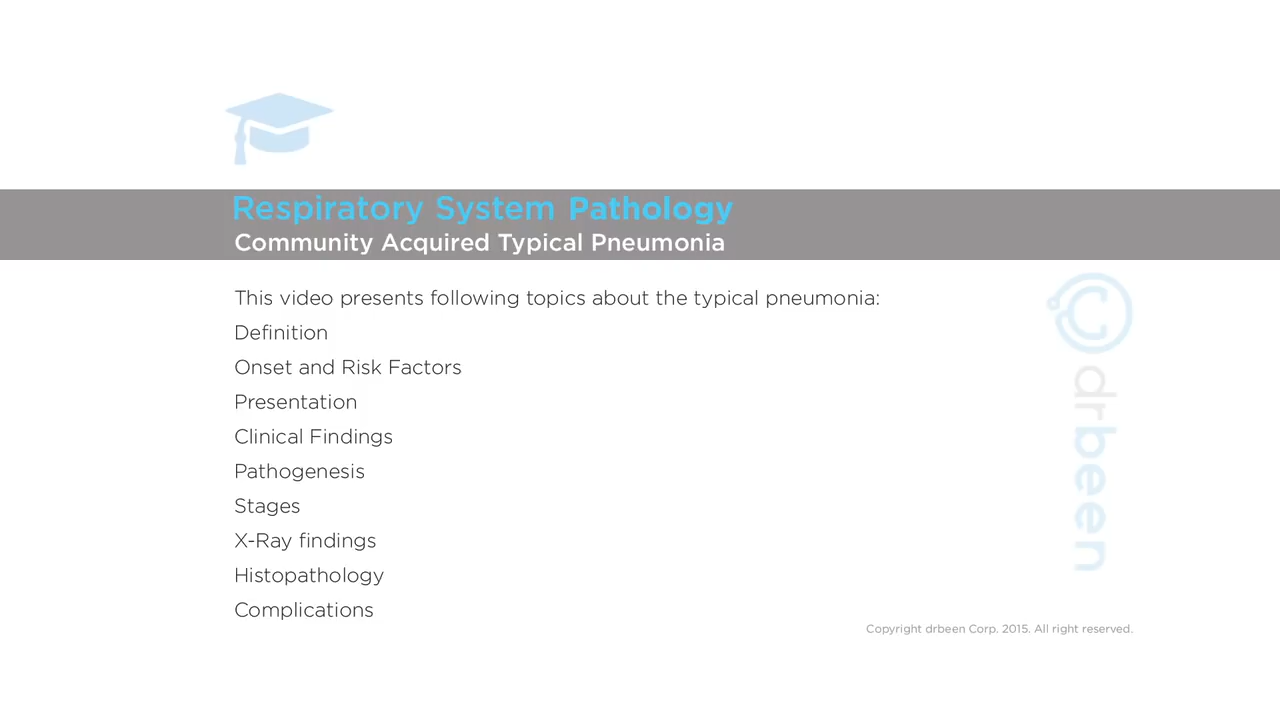 Respiratory System Pathology
Community Acquired Typical Pneumonia
This video presents following topics about the typical pneumonia:
Definition
Onset and Risk Factors
Presentation
Clinical Findings
Pathogenesis
Stages
X-Ray findings
Histopathology
Complications
drbeen
Copyright drbeen Corp. 2015. All right reserved.